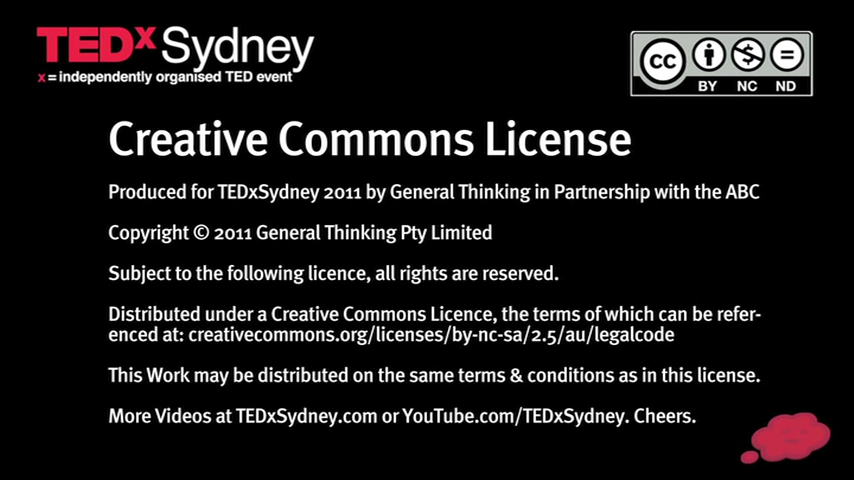 TEDxSydney
x = independently organised TED event
CC BY NC ND
Creative Commons License
Produced for TEDxSydney 2011 by General Thinking in Partnership with the ABC
Copyright © 2011 General Thinking Pty Limited
Subject to the following licence, all rights are reserved.
Distributed under a Creative Commons Licence, the terms of which can be refer-
enced at: creativecommons.org/licenses/by-nc-sa/2.5/au/legalcode
This Work may be distributed on the same terms & conditions as in this license.
More Videos at TEDxSydney.com or YouTube.com/TEDxSydney. Cheers.